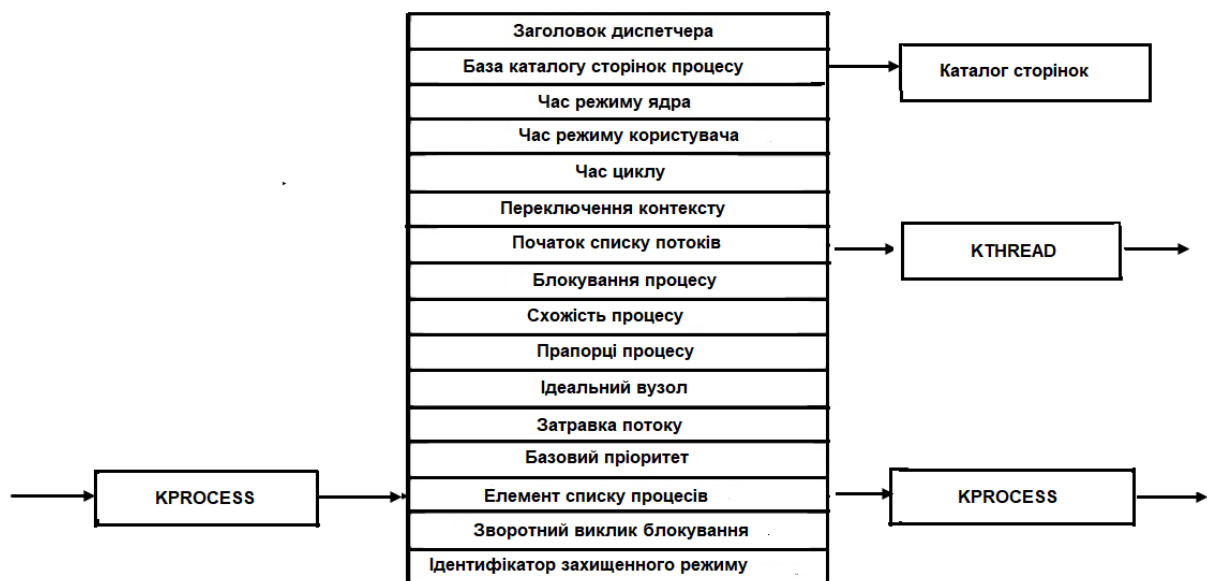 Заголовок диспетчера
База каталогу сторінок процесу
Каталог сторінок
Час режиму ядра
Час режиму користувача
Час циклу
Переключення контексту
Початок списку потоків
KTHREAD
Блокування процесу
Схожість процесу
Прапорці процесу
Ідеальний вузол
Затравка потоку
Базовий пріоритет
KPROCESS
Елемент списку процесів
KPROCESS
Зворотний виклик блокування
Ідентифікатор захищенного режиму